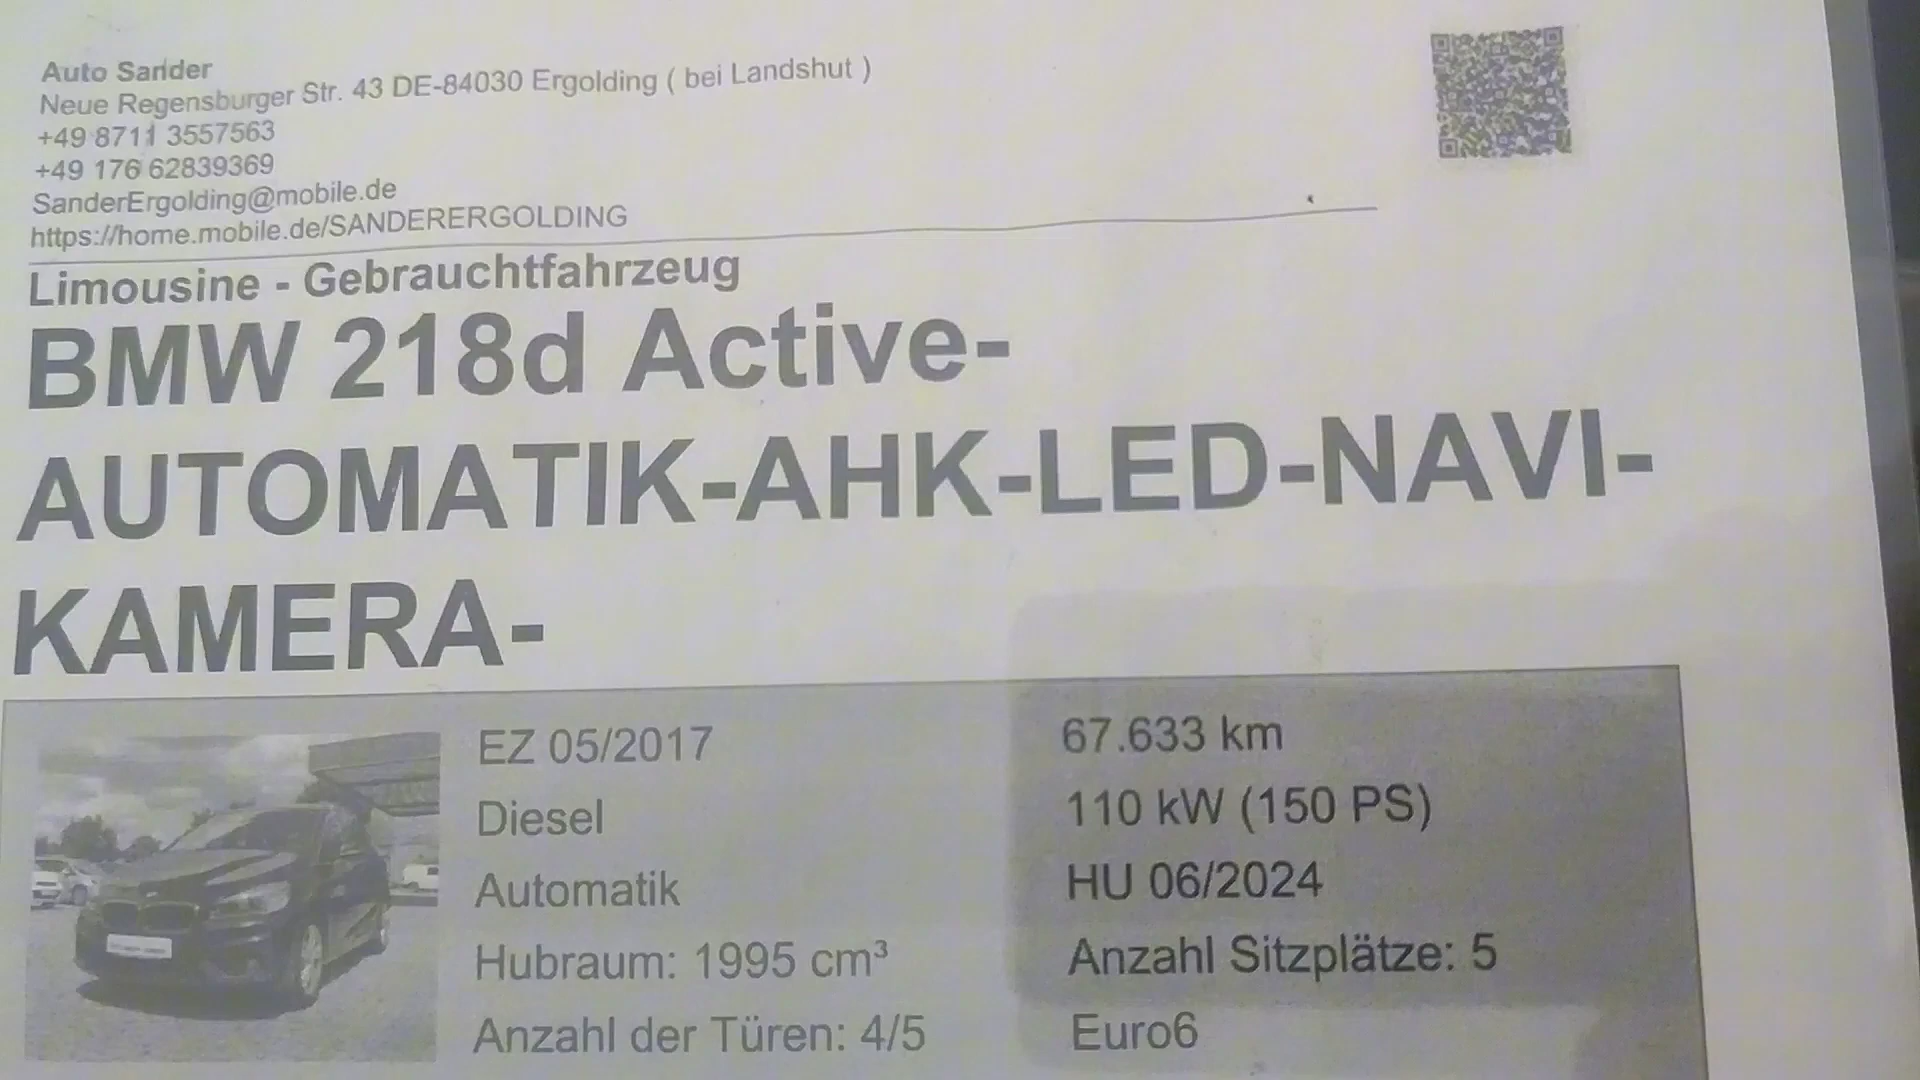 Auto Sander
Neue Regensburger Str. 43 DE-84030 Ergolding ( bei Landshut )
+49 8711 3557563
+49 176 62839369
SanderErgolding@mobile.de
https://home.mobile.de/SANDERERGOLDING
Limousine - Gebrauchtfahrzeug
BMW 218d Active-
AUTOMATIK-AHK-LED-NAVI-
KAMERA-
EZ 05/2017
67.633 km
Diesel
110 kW (150 PS)
Automatik
HU 06/2024
Hubraum: 1995 cm³
Anzahl Sitzplätze: 5
Anzahl der Türen: 4/5
Euro6